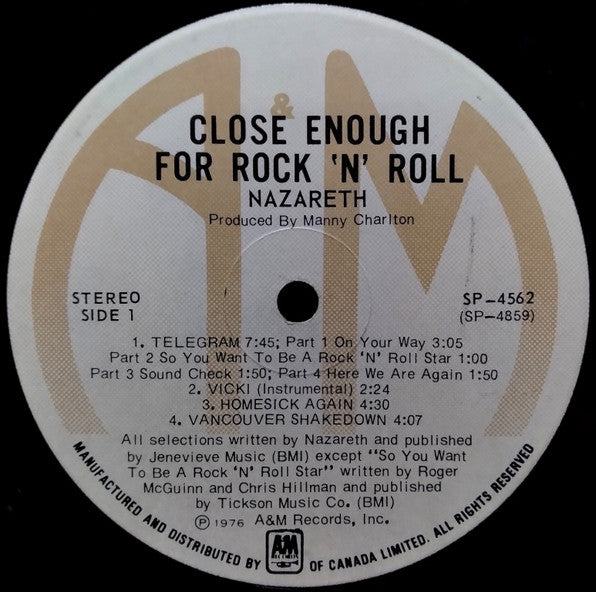 A&M
CLOSE ENOUGH
FOR ROCK 'N' ROLL
NAZARETH
Produced By Manny Charlton
STEREO
SIDE 1
SP-4562
(SP-4859)
1. TELEGRAM 7:45; Part 1 On Your Way 3:05
Part 2 So You Want To Be A Rock 'N' Roll Star 1:00
Part 3 Sound Check 1:50; Part 4 Here We Are Again 1:50
2. VICKI (Instrumental) 2:24
3. HOMESICK AGAIN 4:30
4. VANCOUVER SHAKEDOWN 4:07
All selections written by Nazareth and published
by Jenevieve Music (BMI) except "So You Want
To Be A Rock 'N' Roll Star" written by Roger
McGuinn and Chris Hillman and published
by Tickson Music Co. (BMI)
Ⓟ 1976 A&M Records, Inc.
MANUFACTURED AND DISTRIBUTED BY A&M RECORDS OF CANADA LIMITED. ALL RIGHTS RESERVED